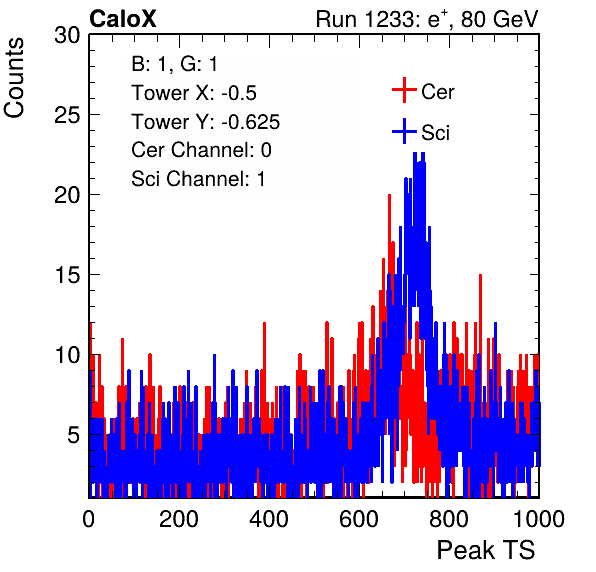 CaloX Run 1233: e⁺, 80 GeV
Counts
30
25
20
15
10
5
B: 1, G: 1
Tower X: -0.5
Tower Y: -0.625
Cer Channel: 0
Sci Channel: 1
Cer
Sci
0 200 400 600 800 1000
Peak TS